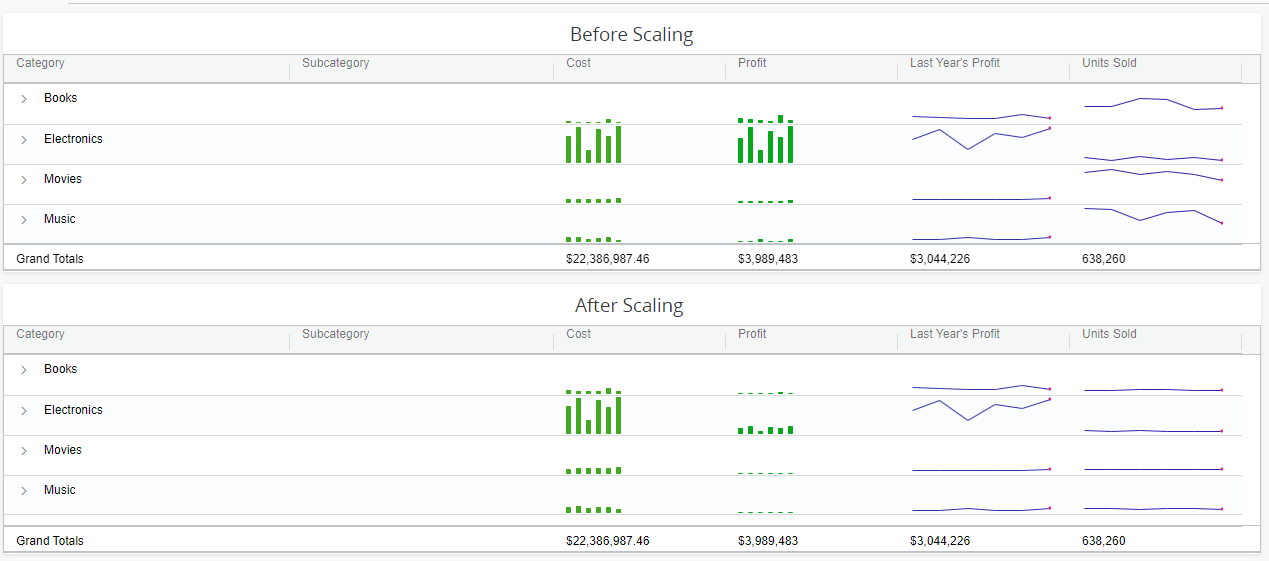 Before Scaling
Category Subcategory Cost Profit Last Year's Profit Units Sold
Books
Electronics
Movies
Music
Grand Totals $22,386,987.46 $3,989,483 $3,044,226 638,260
After Scaling
Category Subcategory Cost Profit Last Year's Profit Units Sold
Books
Electronics
Movies
Music
Grand Totals $22,386,987.46 $3,989,483 $3,044,226 638,260